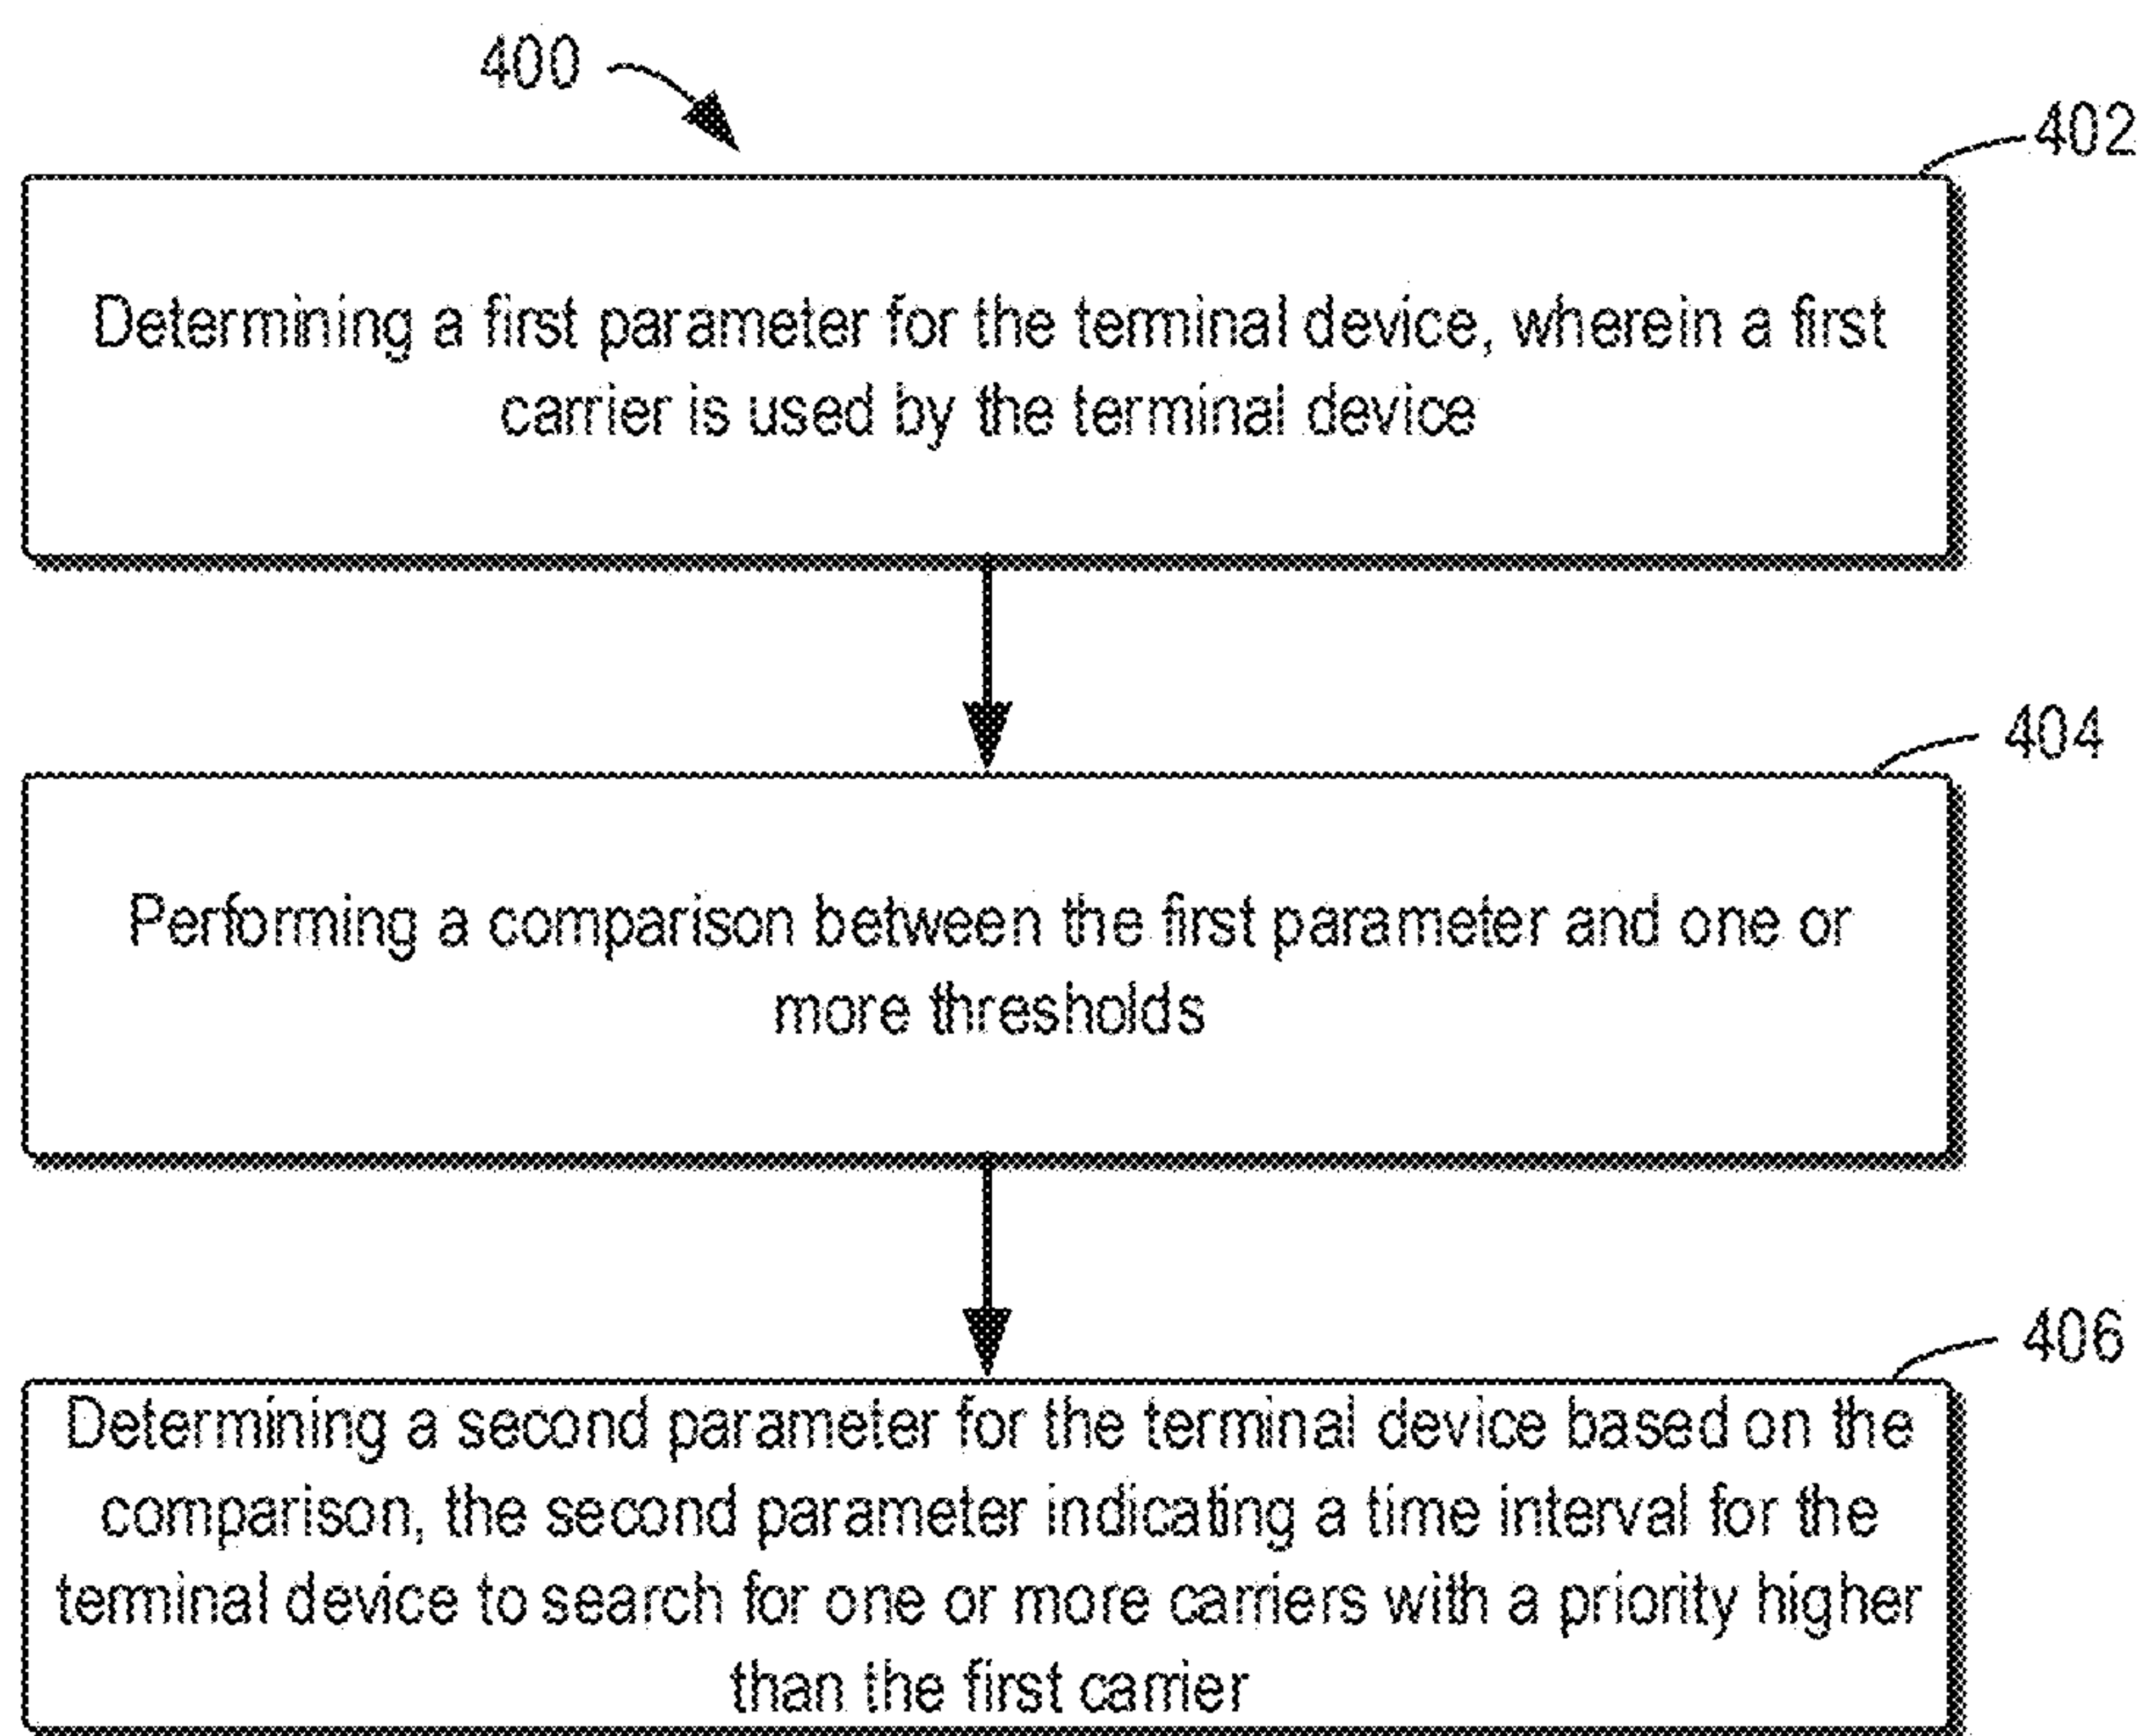 400
402
Determining a first parameter for the terminal device, wherein a first
carrier is used by the terminal device
404
Performing a comparison between the first parameter and one or
more thresholds
406
Determining a second parameter for the terminal device based on the
comparison, the second parameter indicating a time interval for the
terminal device to search for one or more carriers with a priority higher
than the first carrier